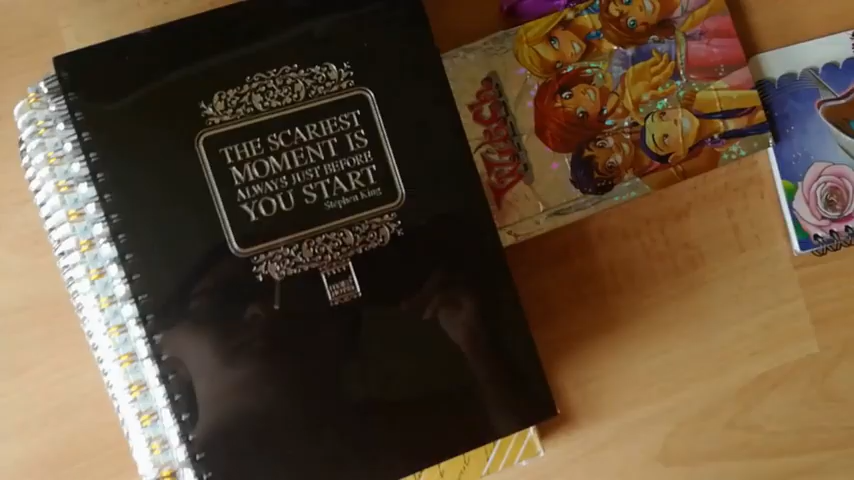 THE SCARIEST
MOMENT IS
ALWAYS JUST BEFORE
YOU START
Stephen King
W.I.T.C.H.